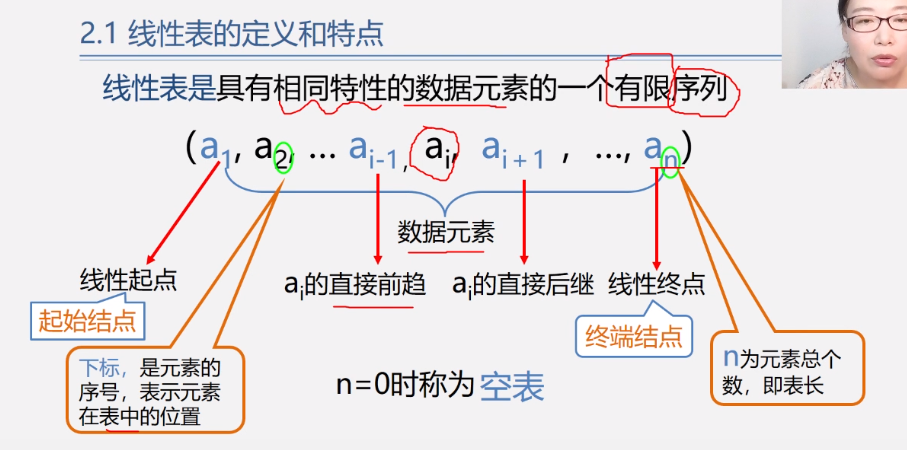 2.1 线性表的定义和特点
线性表是具有相同特性的数据元素的一个有限序列
(a1, a2, … ai-1, ai, ai+1 , …, an)
数据元素
线性起点 ai的直接前趋 ai的直接后继 线性终点
起始结点
终端结点
下标，是元素的
序号，表示元素
在表中的位置
n=0时称为 空表
n为元素总个
数，即表长